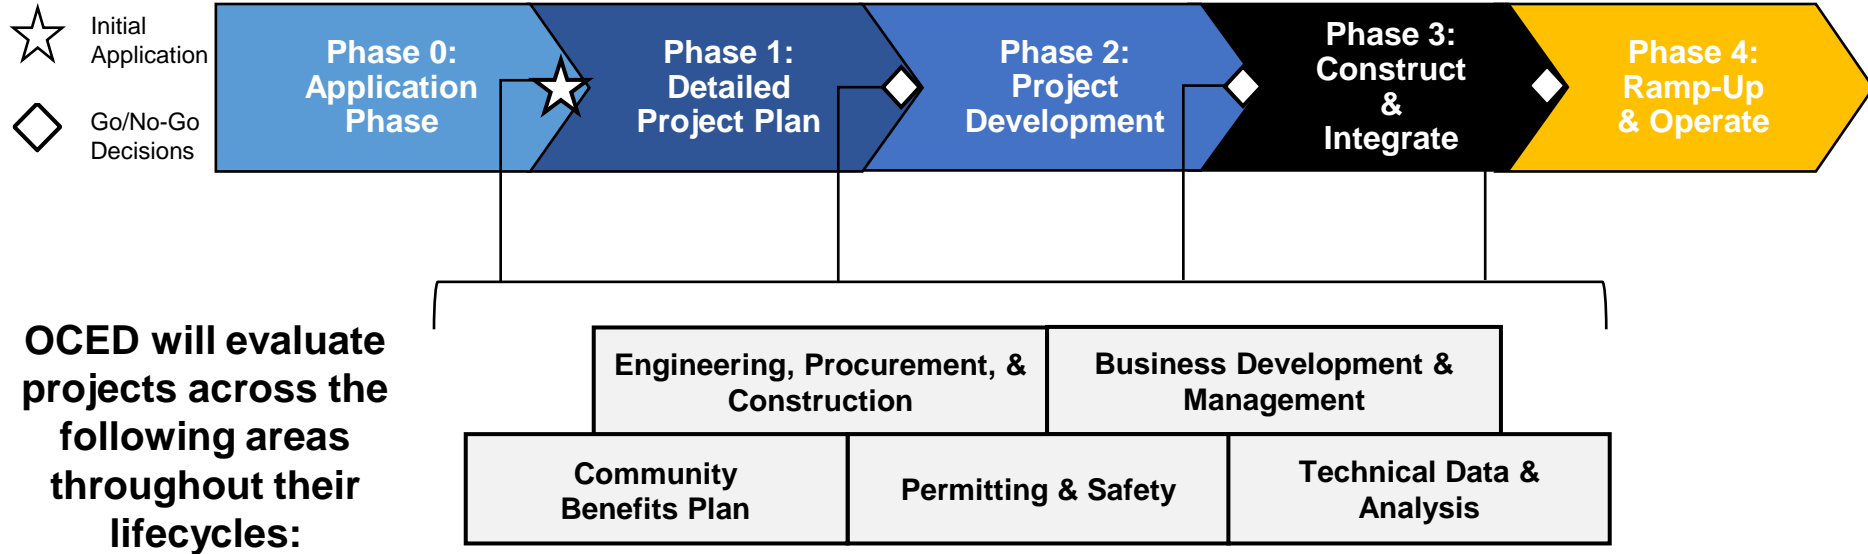 Initial
Application
Go/No-Go
Decisions
Phase 0:
Application
Phase
Phase 1:
Detailed
Project Plan
Phase 2:
Project
Development
Phase 3:
Construct
&
Integrate
Phase 4:
Ramp-Up
& Operate
OCED will evaluate
projects across the
following areas
throughout their
lifecycles:
Engineering, Procurement, &
Construction
Business Development &
Management
Community
Benefits Plan
Permitting & Safety
Technical Data &
Analysis